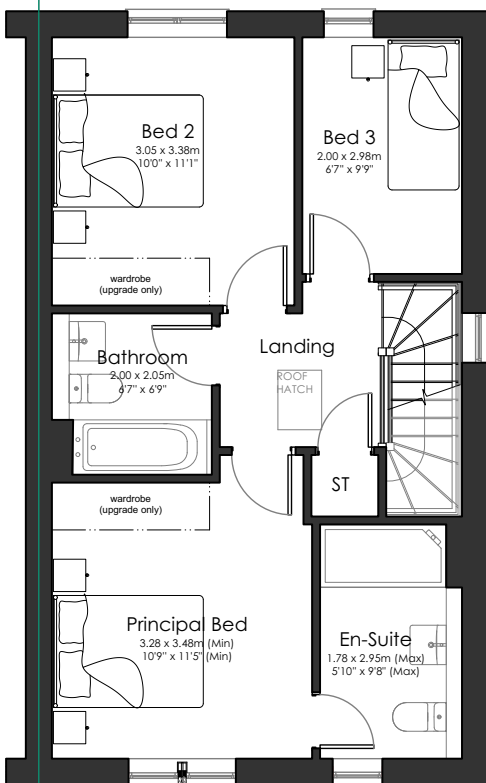 Bed 2
3.05 x 3.38m
10'0" x 11'1"
Bed 3
2.00 x 2.98m
6'7" x 9'9"
wardrobe
(upgrade only)
Bathroom
2.00 x 2.05m
6'7" x 6'9"
Landing
ROOF
HATCH
ST
wardrobe
(upgrade only)
Principal Bed
3.28 x 3.48m (Min)
10'9" x 11'5" (Min)
En-Suite
1.78 x 2.95m (Max)
5'10" x 9'8" (Max)